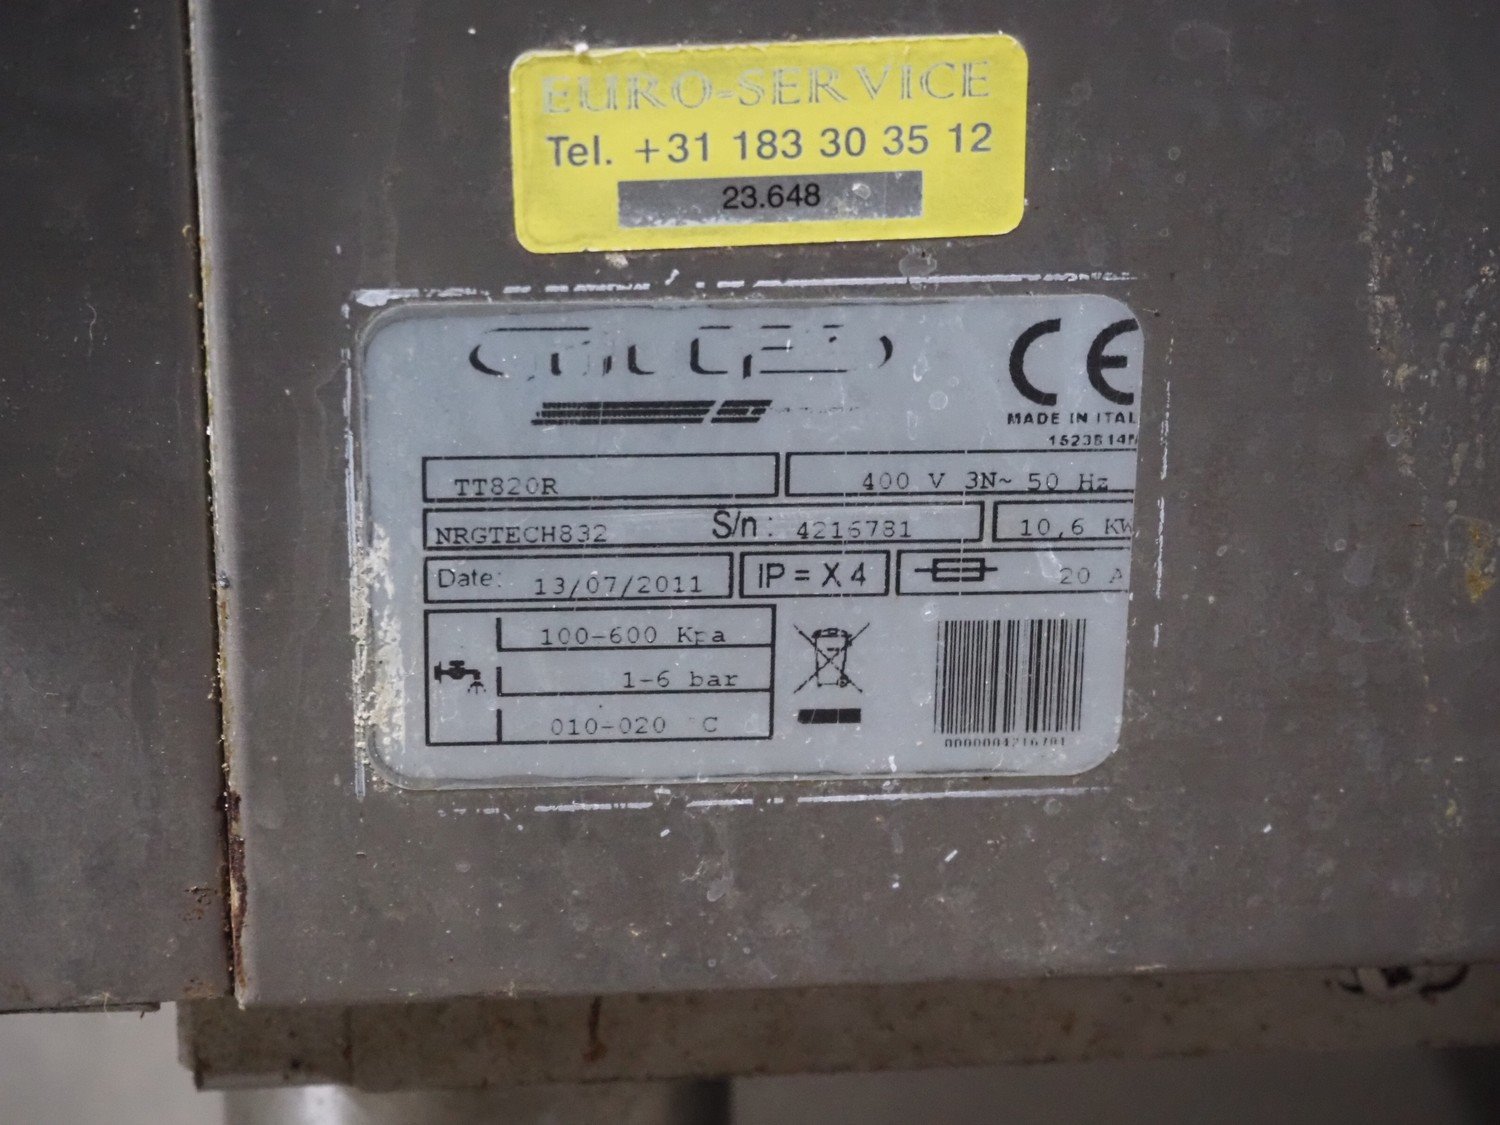 EURO-SERVICE
Tel. +31 183 30 35 12
23.648
CE
MADE IN ITAL
TT820R
400 V 3N~ 50 Hz
NRGTECH832
S/n: 4216781
10,6 KW
Date: 13/07/2011
IP = X 4
20 A
100-600 Kpa
1-6 bar
010-020 °C
0000004216781